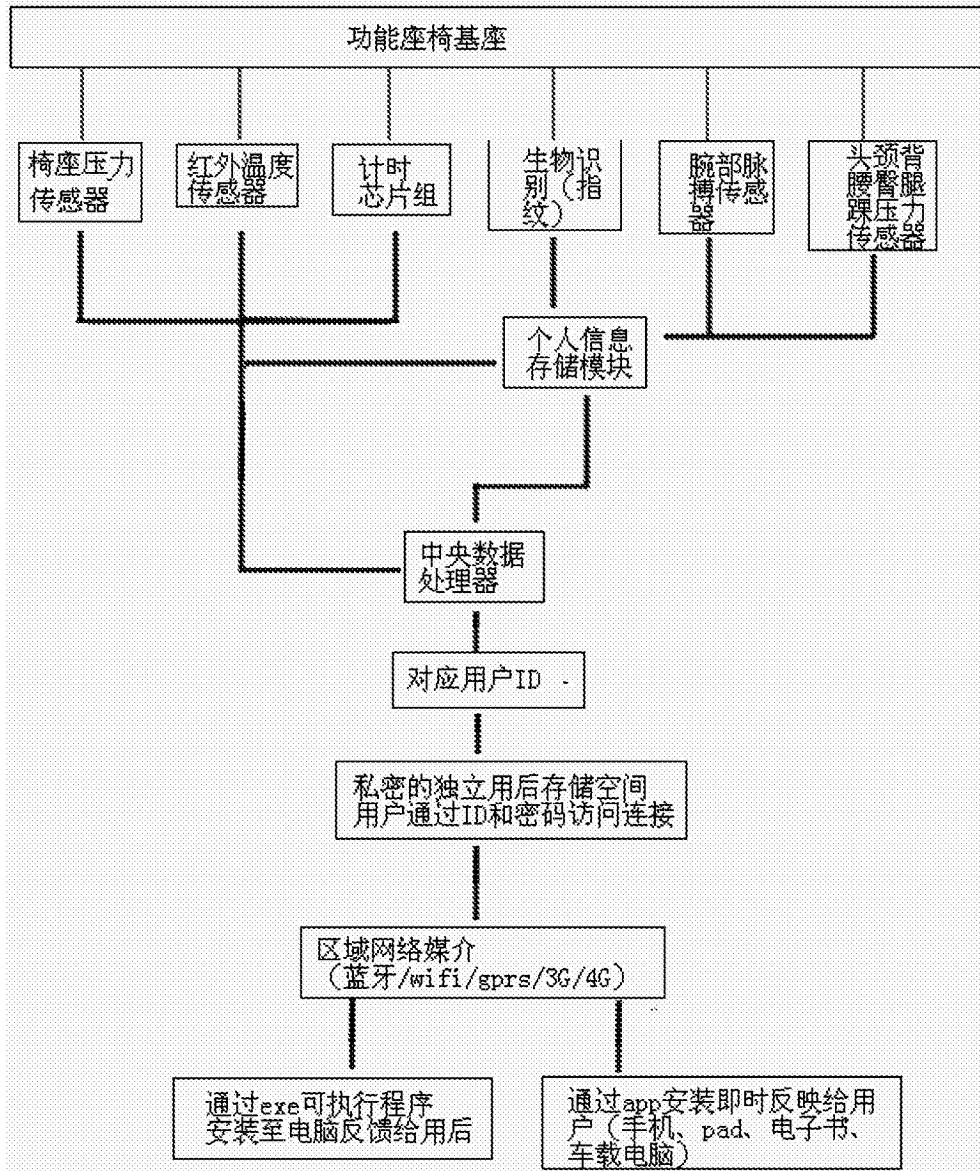 功能座椅基座
椅座压力
传感器
红外温度
传感器
计时
芯片组
生物识
别（指
纹）
腕部脉
搏传感
器
头颈背
腰臀腿
踝压力
传感器
个人信息
存储模块
中央数据
处理器
对应用户ID
私密的独立用后存储空间
用户通过ID和密码访问连接
区域网络媒介
（蓝牙/wifi/gprs/3G/4G）
通过exe可执行程序
安装至电脑反馈给用后
通过app安装即时反映给用
户（手机、pad、电子书、
车载电脑）